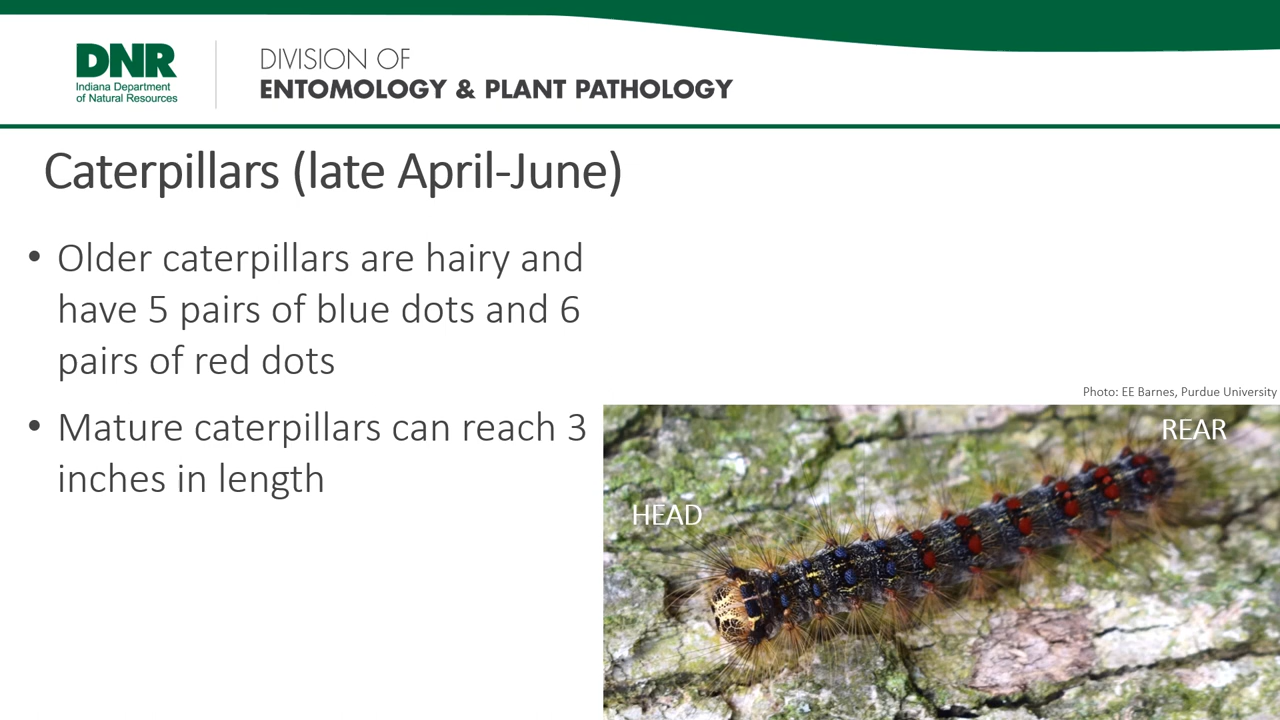 DNR
Indiana Department
of Natural Resources
DIVISION OF
ENTOMOLOGY & PLANT PATHOLOGY
Caterpillars (late April-June)
• Older caterpillars are hairy and
have 5 pairs of blue dots and 6
pairs of red dots
• Mature caterpillars can reach 3
inches in length
Photo: EE Barnes, Purdue University
REAR
HEAD